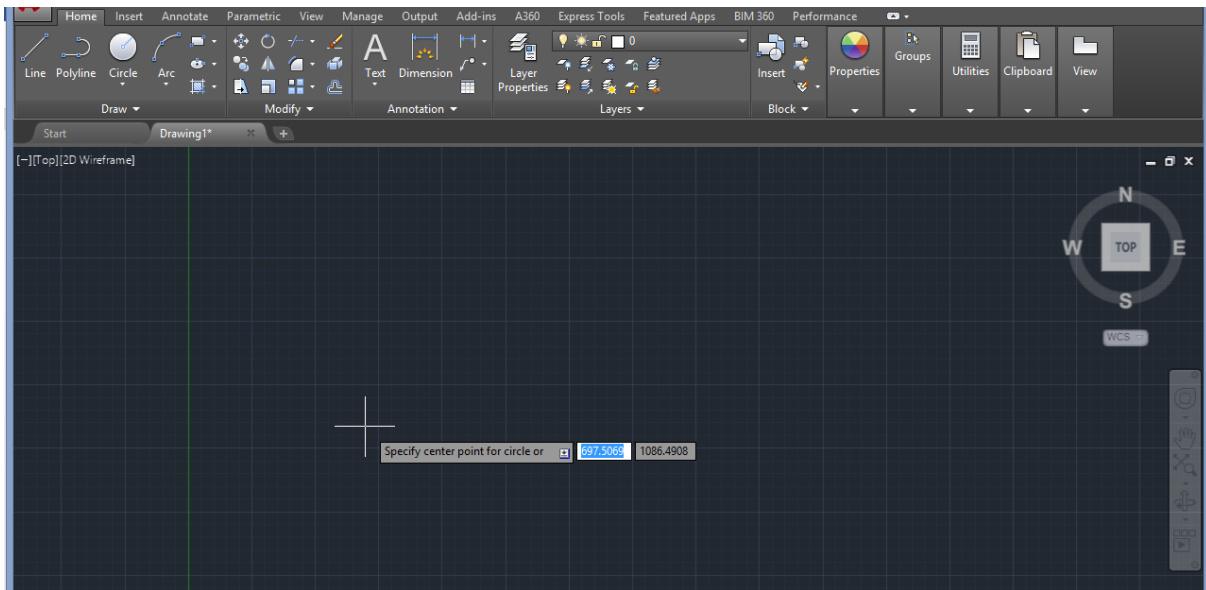 Home Insert Annotate Parametric View Manage Output Add-ins A360 Express Tools Featured Apps BIM 360 Performance
Line Polyline Circle Arc
Draw
Modify
A
Text Dimension
Annotation
Layer
Properties
0
Layers
Insert
Block
Properties
Groups
Utilities
Clipboard
View
Start Drawing1* +
[−][Top][2D Wireframe]
N
W TOP E
S
WCS
Specify center point for circle or 697.5069 1086.4908